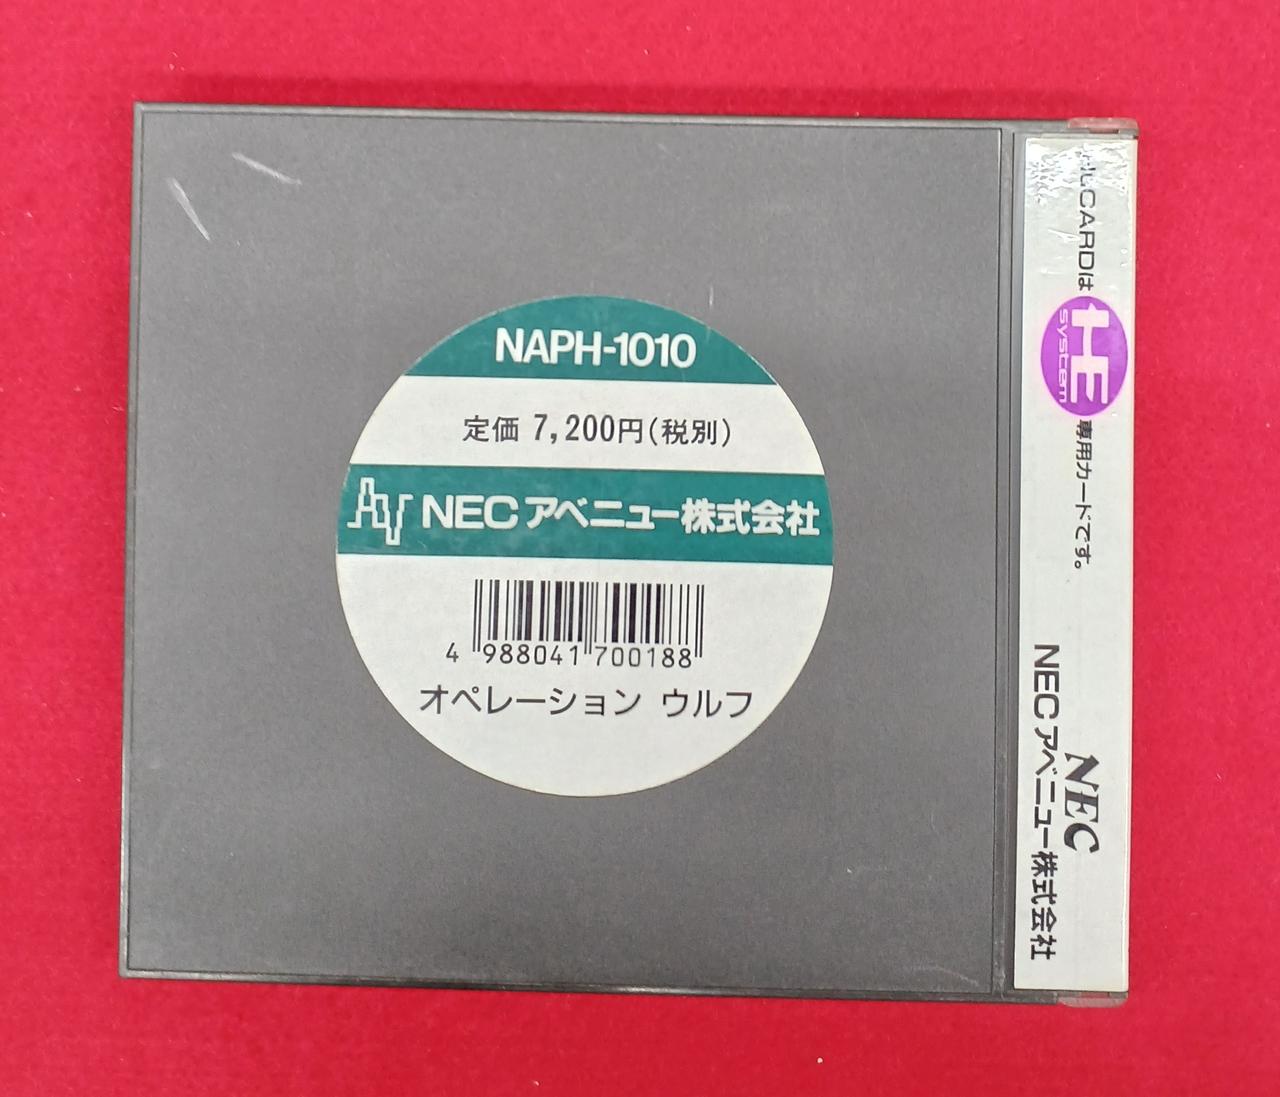 NAPH-1010
定価 7,200円(税別)
NECアベニュー株式会社
4 988041 700188
オペレーション ウルフ
CARDは
HE
system
専用カードです。
NEC
NECアベニュー株式会社